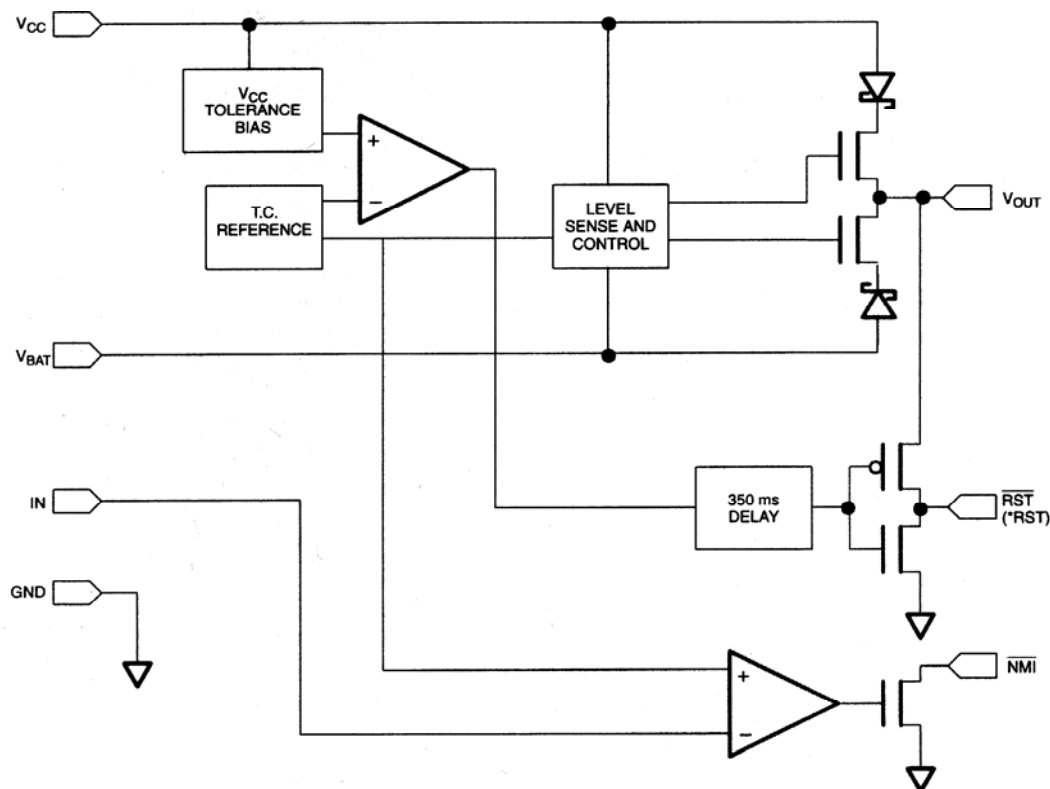 VCC
VCC
TOLERANCE
BIAS
+
−
T.C.
REFERENCE
LEVEL
SENSE AND
CONTROL
VOUT
VBAT
IN
350 ms
DELAY
RST
(*RST)
GND
+
−
NMI